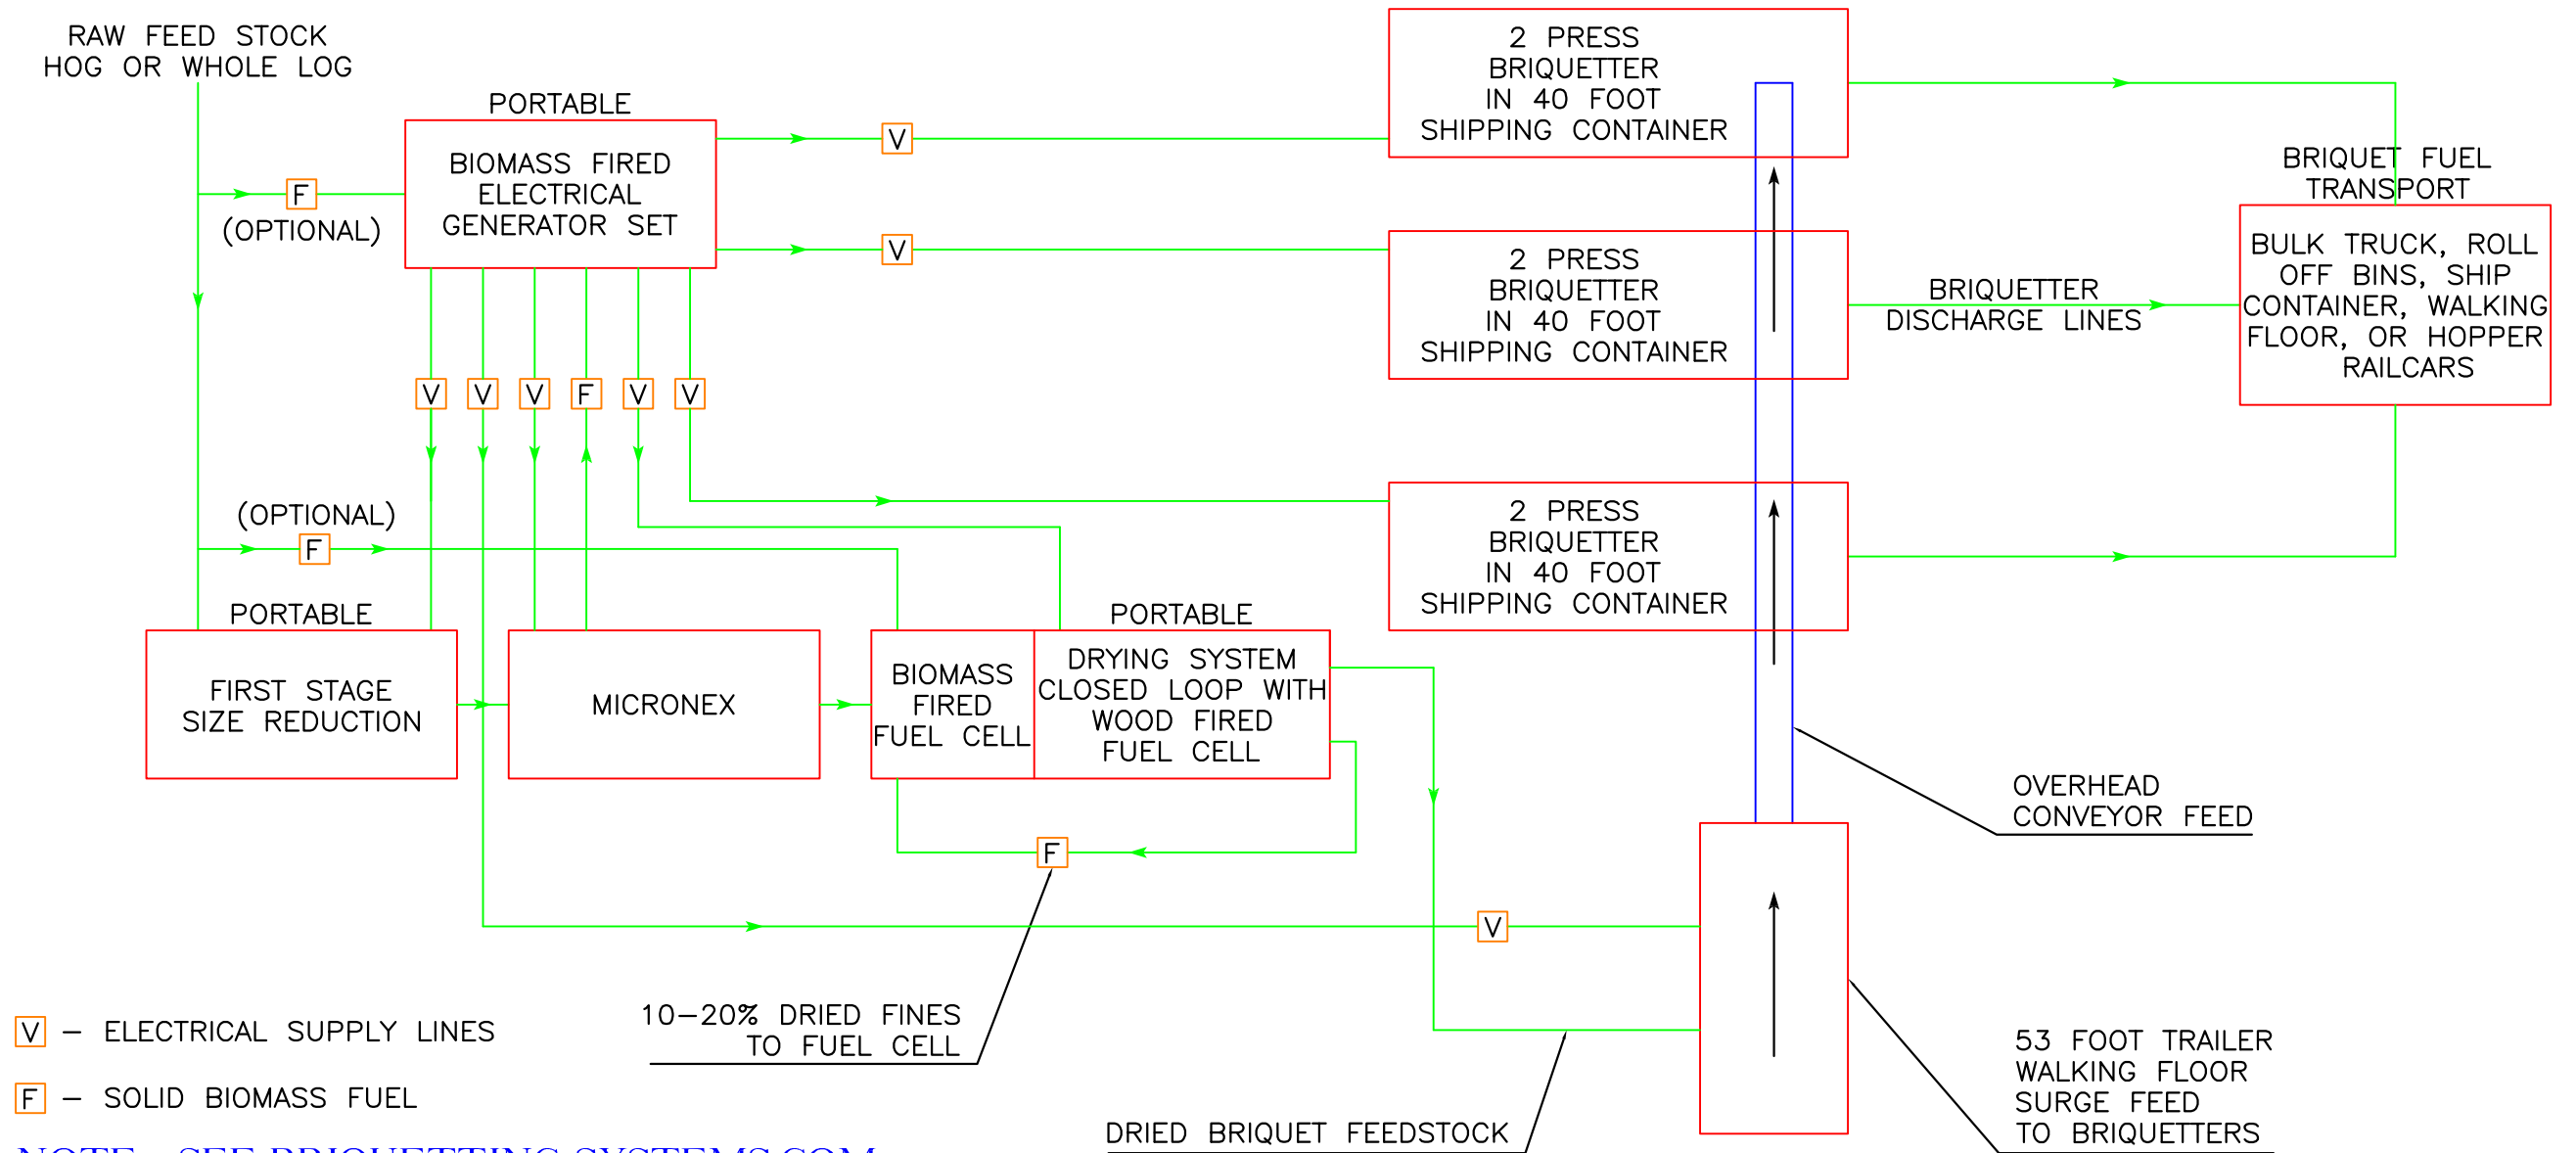 RAW FEED STOCK
HOG OR WHOLE LOG
PORTABLE
BIOMASS FIRED
ELECTRICAL
GENERATOR SET
F
(OPTIONAL)
V
V
2 PRESS
BRIQUETTER
IN 40 FOOT
SHIPPING CONTAINER
2 PRESS
BRIQUETTER
IN 40 FOOT
SHIPPING CONTAINER
BRIQUETTER
DISCHARGE LINES
BRIQUET FUEL
TRANSPORT
BULK TRUCK, ROLL
OFF BINS, SHIP
CONTAINER, WALKING
FLOOR, OR HOPPER
RAILCARS
V V V F V V
(OPTIONAL)
F
2 PRESS
BRIQUETTER
IN 40 FOOT
SHIPPING CONTAINER
PORTABLE
FIRST STAGE
SIZE REDUCTION
MICRONEX
BIOMASS
FIRED
FUEL CELL
PORTABLE
DRYING SYSTEM
CLOSED LOOP WITH
WOOD FIRED
FUEL CELL
OVERHEAD
CONVEYOR FEED
F
V
10-20% DRIED FINES
TO FUEL CELL
V - ELECTRICAL SUPPLY LINES
F - SOLID BIOMASS FUEL
DRIED BRIQUET FEEDSTOCK
53 FOOT TRAILER
WALKING FLOOR
SURGE FEED
TO BRIQUETTERS